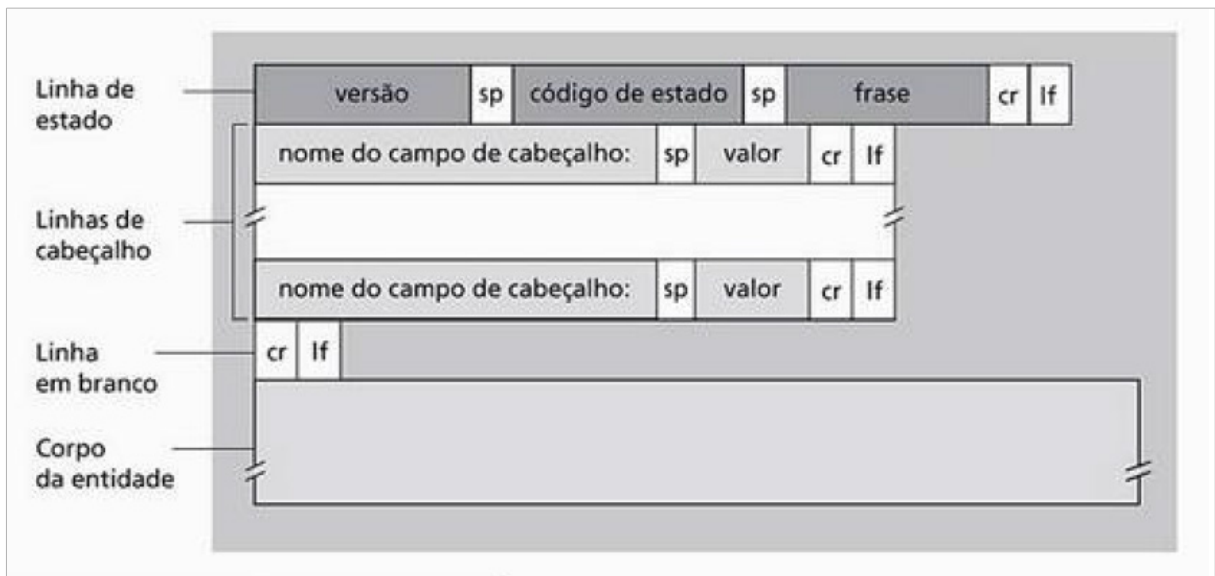 Linha de
estado
versão sp código de estado sp frase cr lf
nome do campo de cabeçalho: sp valor cr lf
Linhas de
cabeçalho
nome do campo de cabeçalho: sp valor cr lf
Linha
em branco
cr lf
Corpo
da entidade